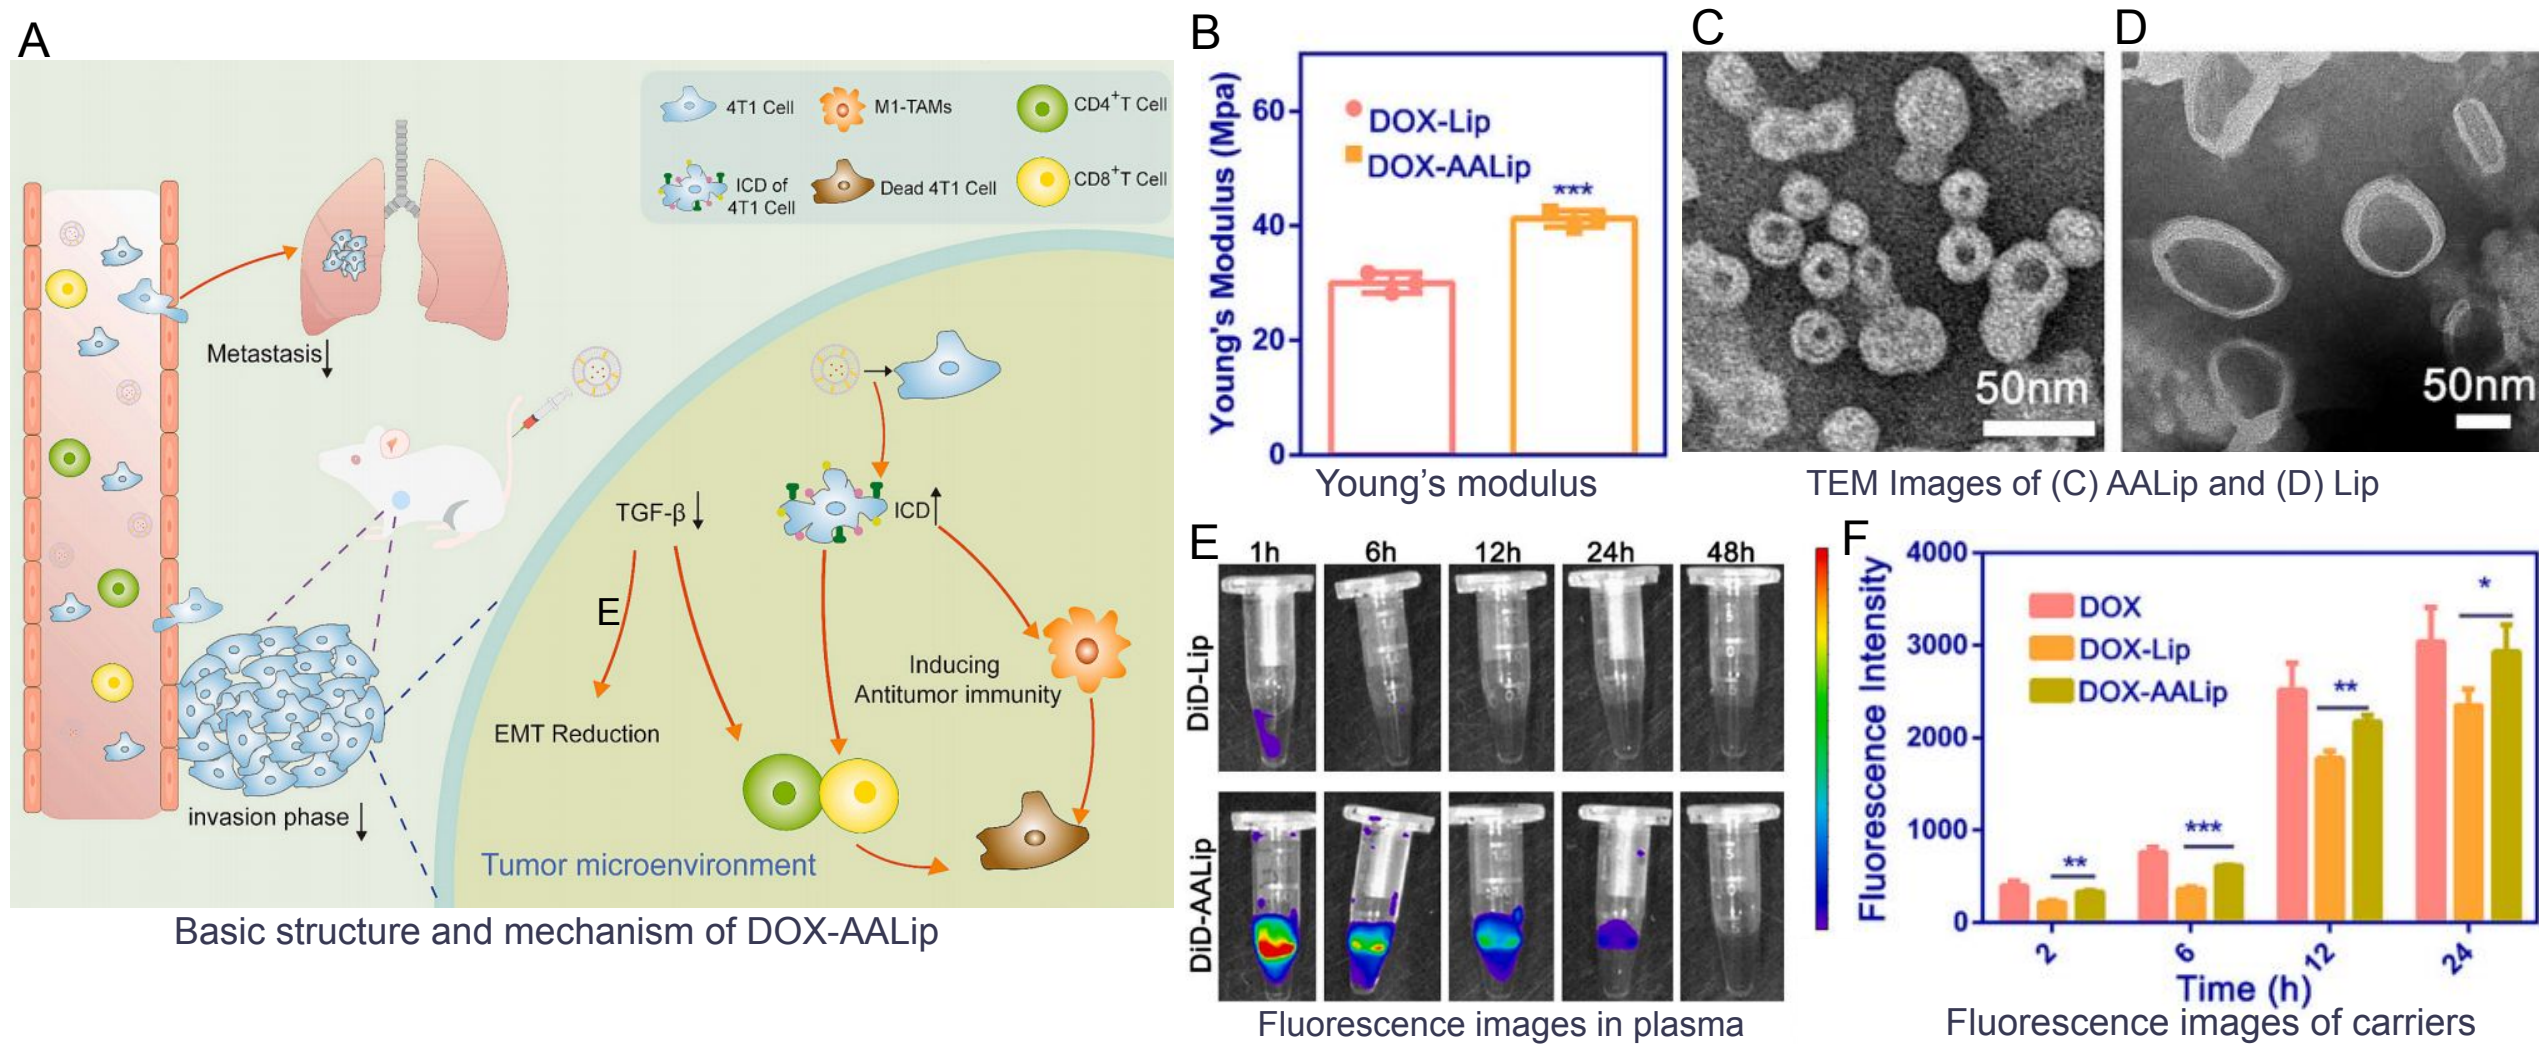 A
4T1 Cell
M1-TAMs
CD4+T Cell
ICD of
4T1 Cell
Dead 4T1 Cell
CD8+T Cell
Metastasis↓
TGF-β↓
ICD↑
E
Inducing
Antitumor immunity
EMT Reduction
invasion phase↓
Tumor microenvironment
Basic structure and mechanism of DOX-AALip
B
Young's Modulus (Mpa)
60
40
20
0
DOX-Lip
DOX-AALip
***
Young's modulus
C
50nm
D
50nm
TEM Images of (C) AALip and (D) Lip
E
1h
6h
12h
24h
48h
DiD-Lip
DiD-AALip
Fluorescence images in plasma
F
Fluorescence Intensity
4000
3000
2000
1000
0
DOX
DOX-Lip
DOX-AALip
**
***
**
*
2
6
12
24
Time (h)
Fluorescence images of carriers